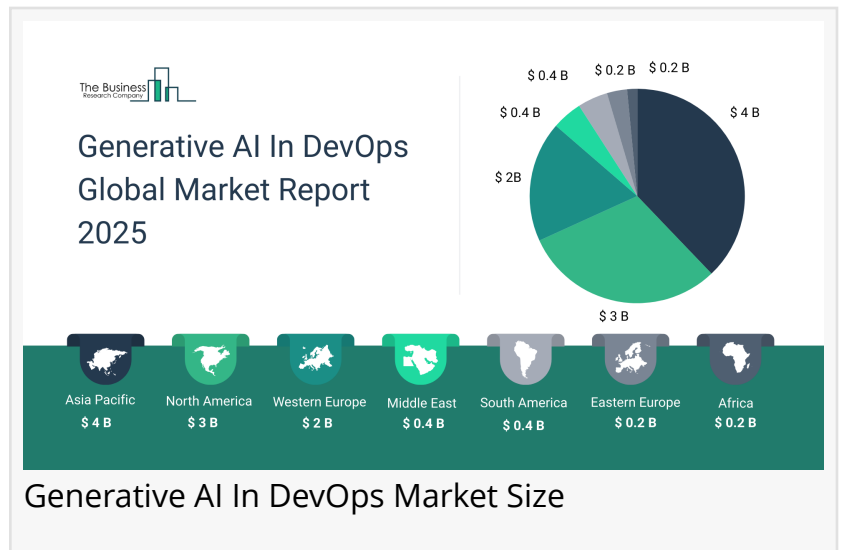 The Business
Research Company
Generative AI In DevOps
Global Market Report
2025
$ 0.4 B
$ 0.2 B
$ 0.2 B
$ 0.4 B
$ 4 B
$ 2B
$ 3 B
Asia Pacific
$ 4 B
North America
$ 3 B
Western Europe
$ 2 B
Middle East
$ 0.4 B
South America
$ 0.4 B
Eastern Europe
$ 0.2 B
Africa
$ 0.2 B
Generative AI In DevOps Market Size